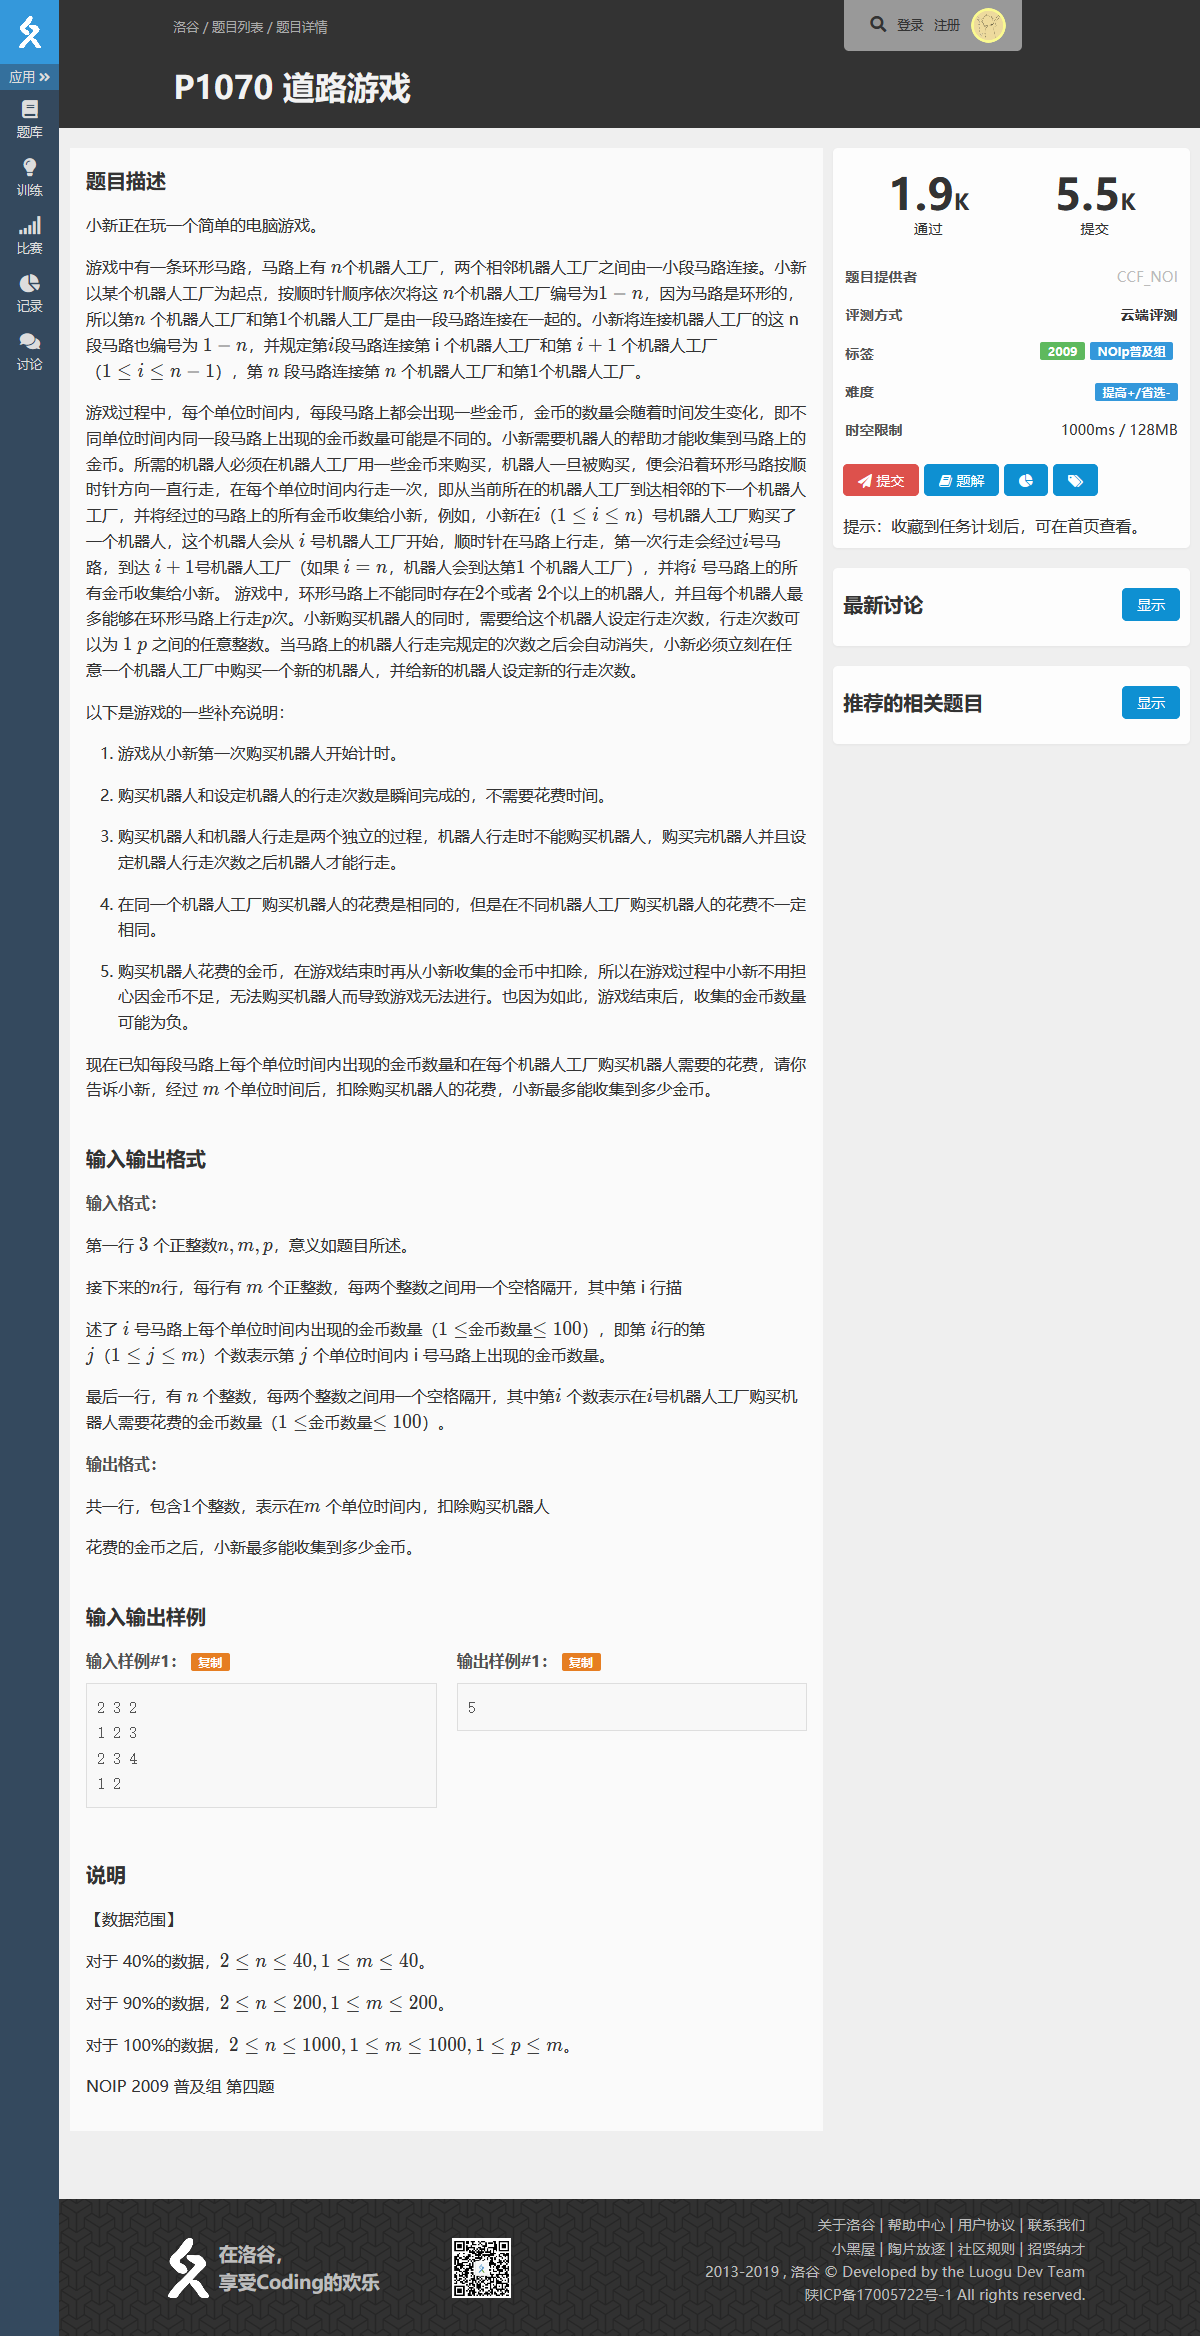 洛谷 / 题目列表 / 题目详情
登录 注册
P1070 道路游戏
应用
题库
训练
比赛
记录
讨论
题目描述
小新正在玩一个简单的电脑游戏。
游戏中有一条环形马路，马路上有 n个机器人工厂，两个相邻机器人工厂之间由一小段马路连接。小新
以某个机器人工厂为起点，按顺时针顺序依次将这 n个机器人工厂编号为1 − n，因为马路是环形的，
所以第n 个机器人工厂和第1个机器人工厂是由一段马路连接在一起的。小新将连接机器人工厂的这 n
段马路也编号为 1 − n，并规定第i段马路连接第 i 个机器人工厂和第 i + 1 个机器人工厂
（1 ≤ i ≤ n − 1），第 n 段马路连接第 n 个机器人工厂和第1个机器人工厂。
游戏过程中，每个单位时间内，每段马路上都会出现一些金币，金币的数量会随着时间发生变化，即不
同单位时间内同一段马路上出现的金币数量可能是不同的。小新需要机器人的帮助才能收集到马路上的
金币。所需的机器人必须在机器人工厂用一些金币来购买，机器人一旦被购买，便会沿着环形马路按顺
时针方向一直行走，在每个单位时间内行走一次，即从当前所在的机器人工厂到达相邻的下一个机器人
工厂，并将经过的马路上的所有金币收集给小新，例如，小新在i（1 ≤ i ≤ n）号机器人工厂购买了
一个机器人，这个机器人会从 i 号机器人工厂开始，顺时针在马路上行走，第一次行走会经过i号马
路，到达 i + 1号机器人工厂（如果 i = n，机器人会到达第1 个机器人工厂），并将i 号马路上的所
有金币收集给小新。 游戏中，环形马路上不能同时存在2个或者 2个以上的机器人，并且每个机器人最
多能够在环形马路上行走p次。小新购买机器人的同时，需要给这个机器人设定行走次数，行走次数可
以为 1 p 之间的任意整数。当马路上的机器人行走完规定的次数之后会自动消失，小新必须立刻在任
意一个机器人工厂中购买一个新的机器人，并给新的机器人设定新的行走次数。
以下是游戏的一些补充说明：
1. 游戏从小新第一次购买机器人开始计时。
2. 购买机器人和设定机器人的行走次数是瞬间完成的，不需要花费时间。
3. 购买机器人和机器人行走是两个独立的过程，机器人行走时不能购买机器人，购买完机器人并且设
定机器人行走次数之后机器人才能行走。
4. 在同一个机器人工厂购买机器人的花费是相同的，但是在不同机器人工厂购买机器人的花费不一定
相同。
5. 购买机器人花费的金币，在游戏结束时再从小新收集的金币中扣除，所以在游戏过程中小新不用担
心因金币不足，无法购买机器人而导致游戏无法进行。也因为如此，游戏结束后，收集的金币数量
可能为负。
现在已知每段马路上每个单位时间内出现的金币数量和在每个机器人工厂购买机器人需要的花费，请你
告诉小新，经过 m 个单位时间后，扣除购买机器人的花费，小新最多能收集到多少金币。
输入输出格式
输入格式：
第一行 3 个正整数n, m, p，意义如题目所述。
接下来的n行，每行有 m 个正整数，每两个整数之间用一个空格隔开，其中第 i 行描
述了 i 号马路上每个单位时间内出现的金币数量（1 ≤金币数量≤ 100），即第 i行的第
j（1 ≤ j ≤ m）个数表示第 j 个单位时间内 i 号马路上出现的金币数量。
最后一行，有 n 个整数，每两个整数之间用一个空格隔开，其中第i 个数表示在i号机器人工厂购买机
器人需要花费的金币数量（1 ≤金币数量≤ 100）。
输出格式：
共一行，包含1个整数，表示在m 个单位时间内，扣除购买机器人
花费的金币之后，小新最多能收集到多少金币。
输入输出样例
输入样例#1： 复制
2 3 2
1 2 3
2 3 4
1 2
输出样例#1： 复制
5
说明
【数据范围】
对于 40%的数据，2 ≤ n ≤ 40, 1 ≤ m ≤ 40。
对于 90%的数据，2 ≤ n ≤ 200, 1 ≤ m ≤ 200。
对于 100%的数据，2 ≤ n ≤ 1000, 1 ≤ m ≤ 1000, 1 ≤ p ≤ m。
NOIP 2009 普及组 第四题
1.9K 5.5K
通过 提交
题目提供者 CCF_NOI
评测方式 云端评测
标签 2009 NOIp普及组
难度 提高+/省选-
时空限制 1000ms / 128MB
提交 题解
提示：收藏到任务计划后，可在首页查看。
最新讨论 显示
推荐的相关题目 显示
在洛谷，
享受Coding的欢乐
关于洛谷 | 帮助中心 | 用户协议 | 联系我们
小黑屋 | 陶片放逐 | 社区规则 | 招贤纳才
2013-2019 , 洛谷 © Developed by the Luogu Dev Team
陕ICP备17005722号-1 All rights reserved.